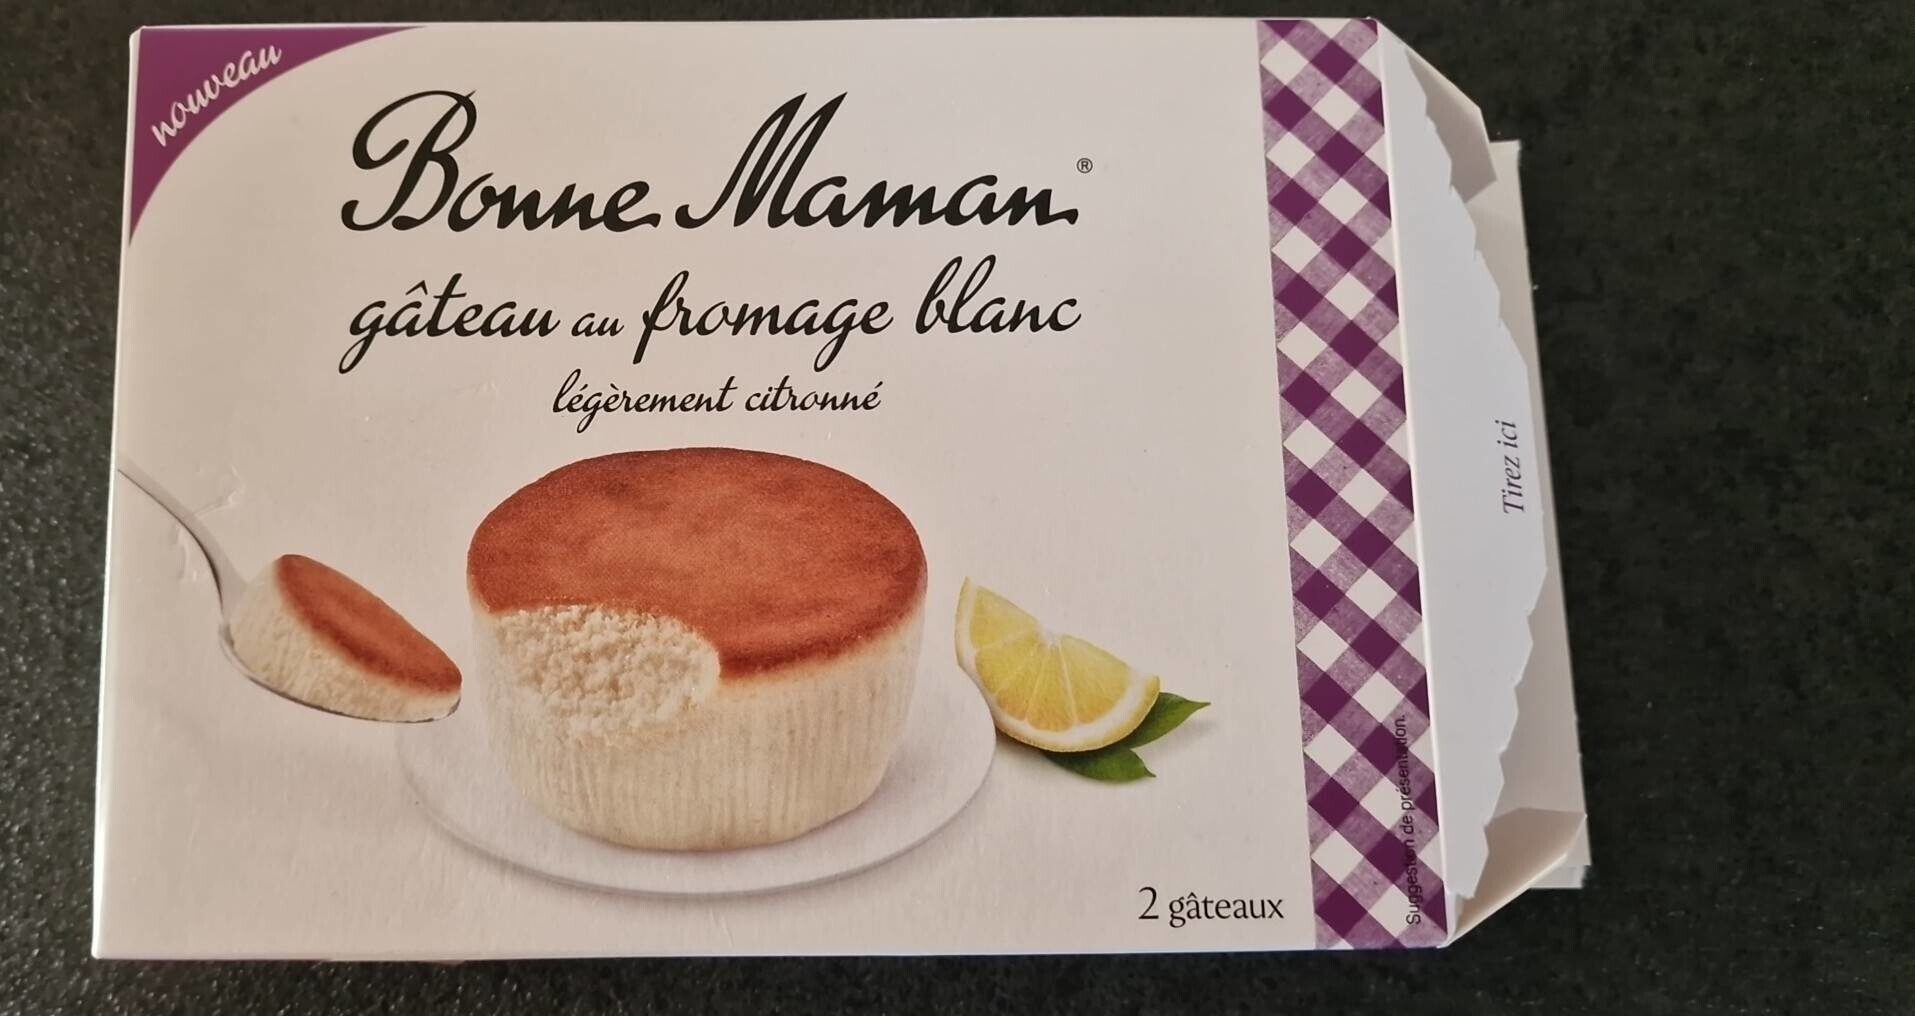 nouveau
Bonne Maman®
gâteau au fromage blanc
légèrement citronné
2 gâteaux
Suggestion de présentation.
Tirez ici